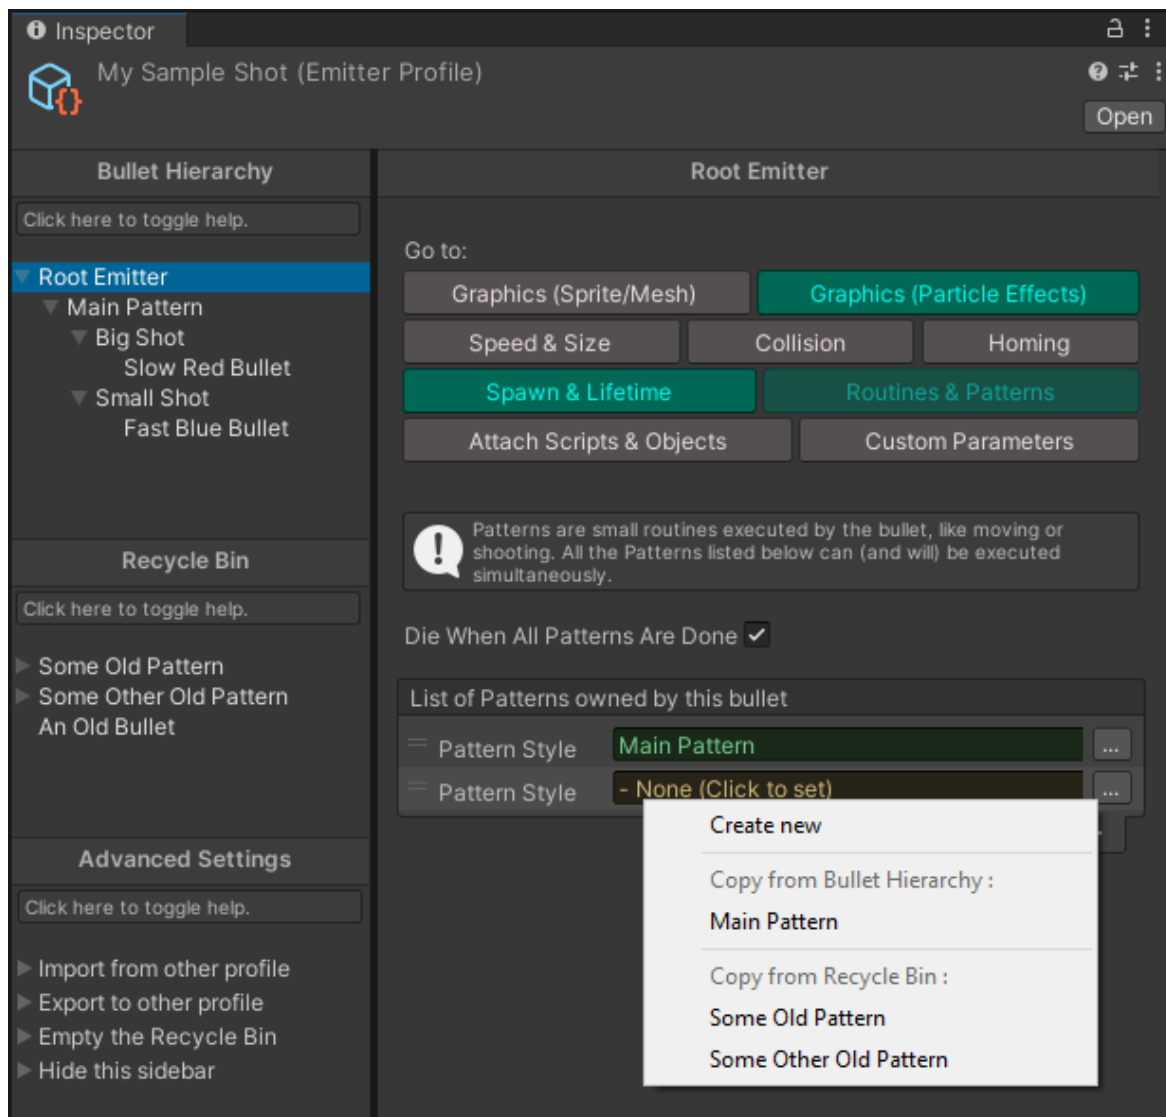 Inspector
My Sample Shot (Emitter Profile)
Open
Bullet Hierarchy
Click here to toggle help.
Root Emitter
Main Pattern
Big Shot
Slow Red Bullet
Small Shot
Fast Blue Bullet
Recycle Bin
Click here to toggle help.
Some Old Pattern
Some Other Old Pattern
An Old Bullet
Advanced Settings
Click here to toggle help.
Import from other profile
Export to other profile
Empty the Recycle Bin
Hide this sidebar
Root Emitter
Go to:
Graphics (Sprite/Mesh) Graphics (Particle Effects)
Speed & Size Collision Homing
Spawn & Lifetime Routines & Patterns
Attach Scripts & Objects Custom Parameters
Patterns are small routines executed by the bullet, like moving or
shooting. All the Patterns listed below can (and will) be executed
simultaneously.
Die When All Patterns Are Done
List of Patterns owned by this bullet
Pattern Style Main Pattern ...
Pattern Style - None (Click to set) ...
Create new
Copy from Bullet Hierarchy :
Main Pattern
Copy from Recycle Bin :
Some Old Pattern
Some Other Old Pattern